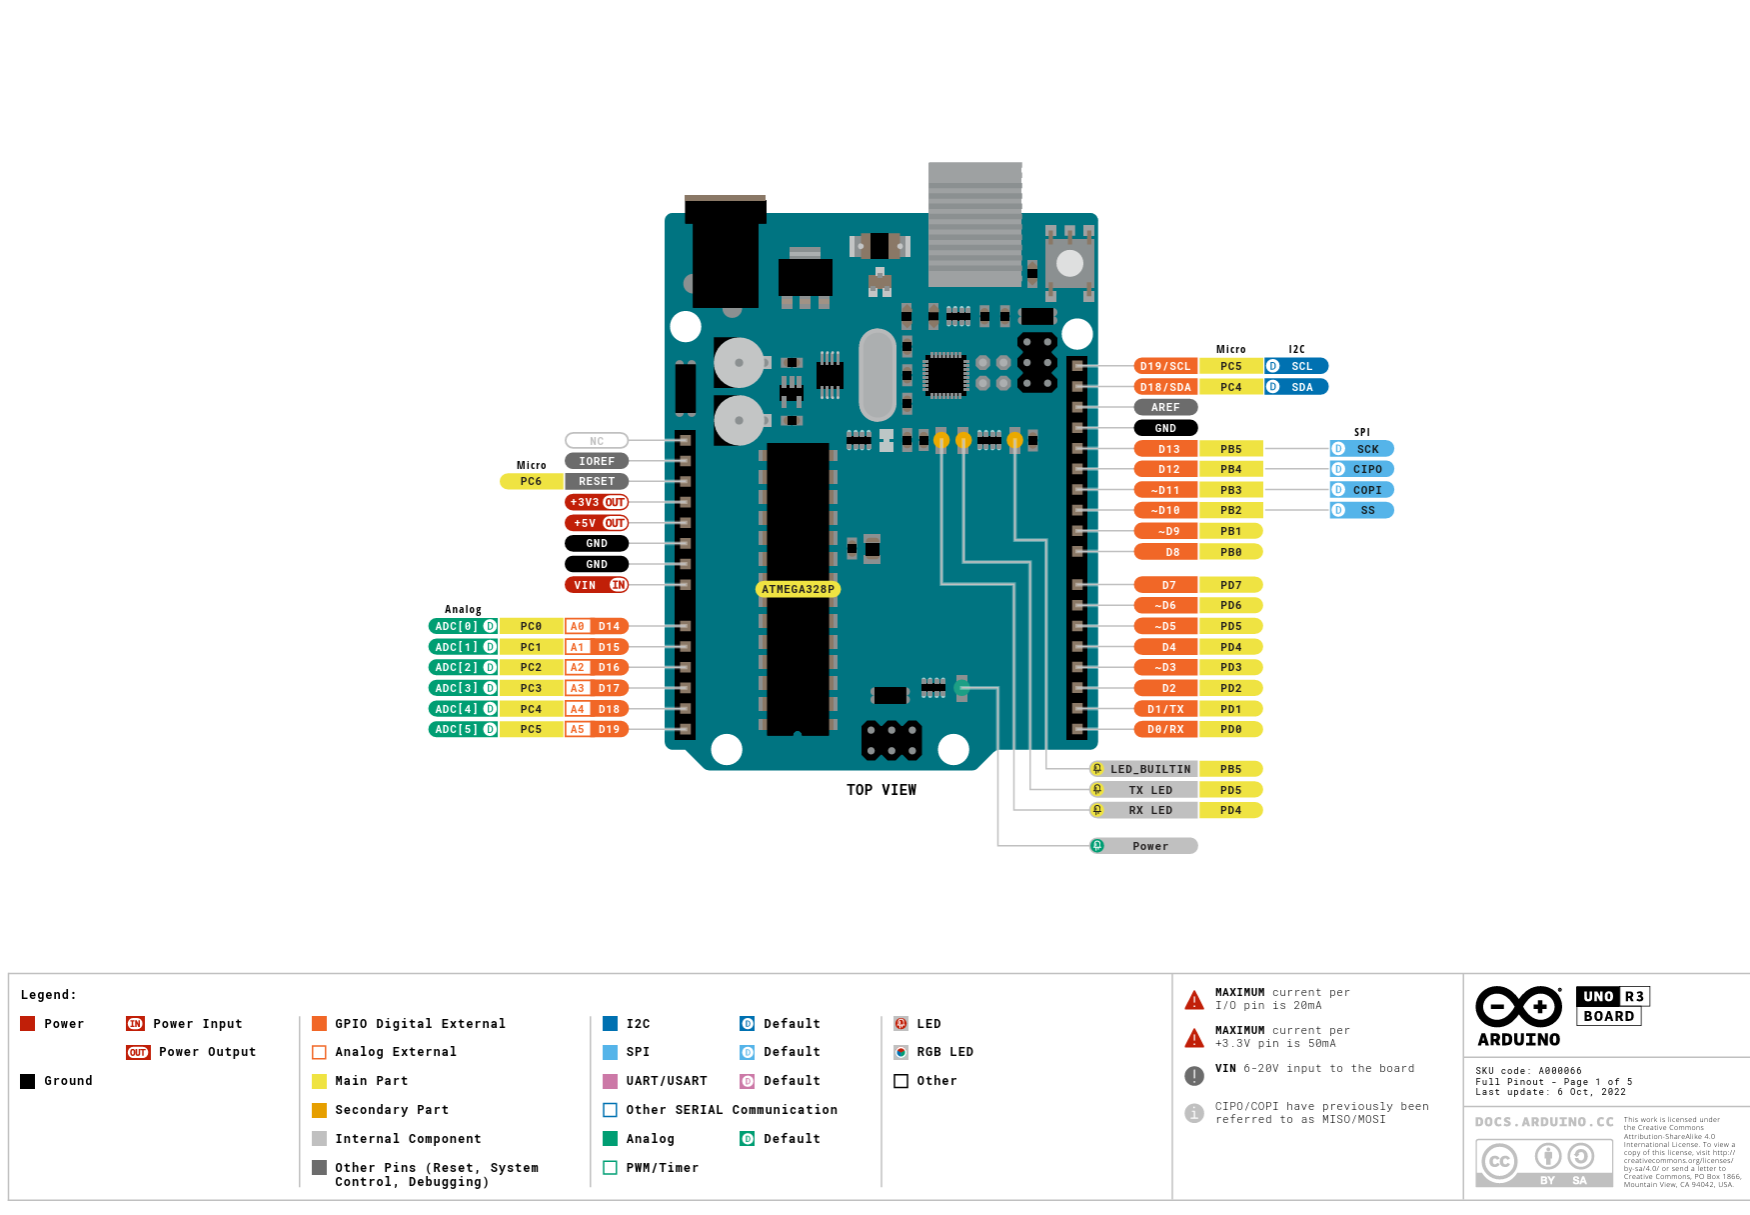 Micro I2C
D19/SCL PC5 D SCL
D18/SDA PC4 D SDA
AREF
GND
SPI
D13 PB5 D SCK
D12 PB4 D CIPO
~D11 PB3 D COPI
~D10 PB2 D SS
~D9 PB1
D8 PB0
D7 PD7
~D6 PD6
~D5 PD5
D4 PD4
~D3 PD3
D2 PD2
D1/TX PD1
D0/RX PD0
LED_BUILTIN PB5
TX LED PD5
RX LED PD4
Power
NC
IOREF
Micro
PC6 RESET
+3V3 OUT
+5V OUT
GND
GND
VIN IN
Analog
ADC[0] D PC0 A0 D14
ADC[1] D PC1 A1 D15
ADC[2] D PC2 A2 D16
ADC[3] D PC3 A3 D17
ADC[4] D PC4 A4 D18
ADC[5] D PC5 A5 D19
ATMEGA328P
TOP VIEW
Legend:
Power
IN Power Input
OUT Power Output
Ground
GPIO Digital External
Analog External
Main Part
Secondary Part
Internal Component
Other Pins (Reset, System
Control, Debugging)
I2C D Default
SPI D Default
UART/USART D Default
Other SERIAL Communication
Analog D Default
PWM/Timer
LED
RGB LED
Other
MAXIMUM current per
I/O pin is 20mA
MAXIMUM current per
+3.3V pin is 50mA
VIN 6-20V input to the board
CIPO/COPI have previously been
referred to as MISO/MOSI
ARDUINO
UNO R3
BOARD
SKU code: A000066
Full Pinout - Page 1 of 5
Last update: 6 Oct, 2022
DOCS.ARDUINO.CC
CC BY SA
This work is licensed under
the Creative Commons
Attribution-ShareAlike 4.0
International License. To view a
copy of this license, visit http://
creativecommons.org/licenses/
by-sa/4.0/ or send a letter to
Creative Commons, PO Box 1866,
Mountain View, CA 94042, USA.